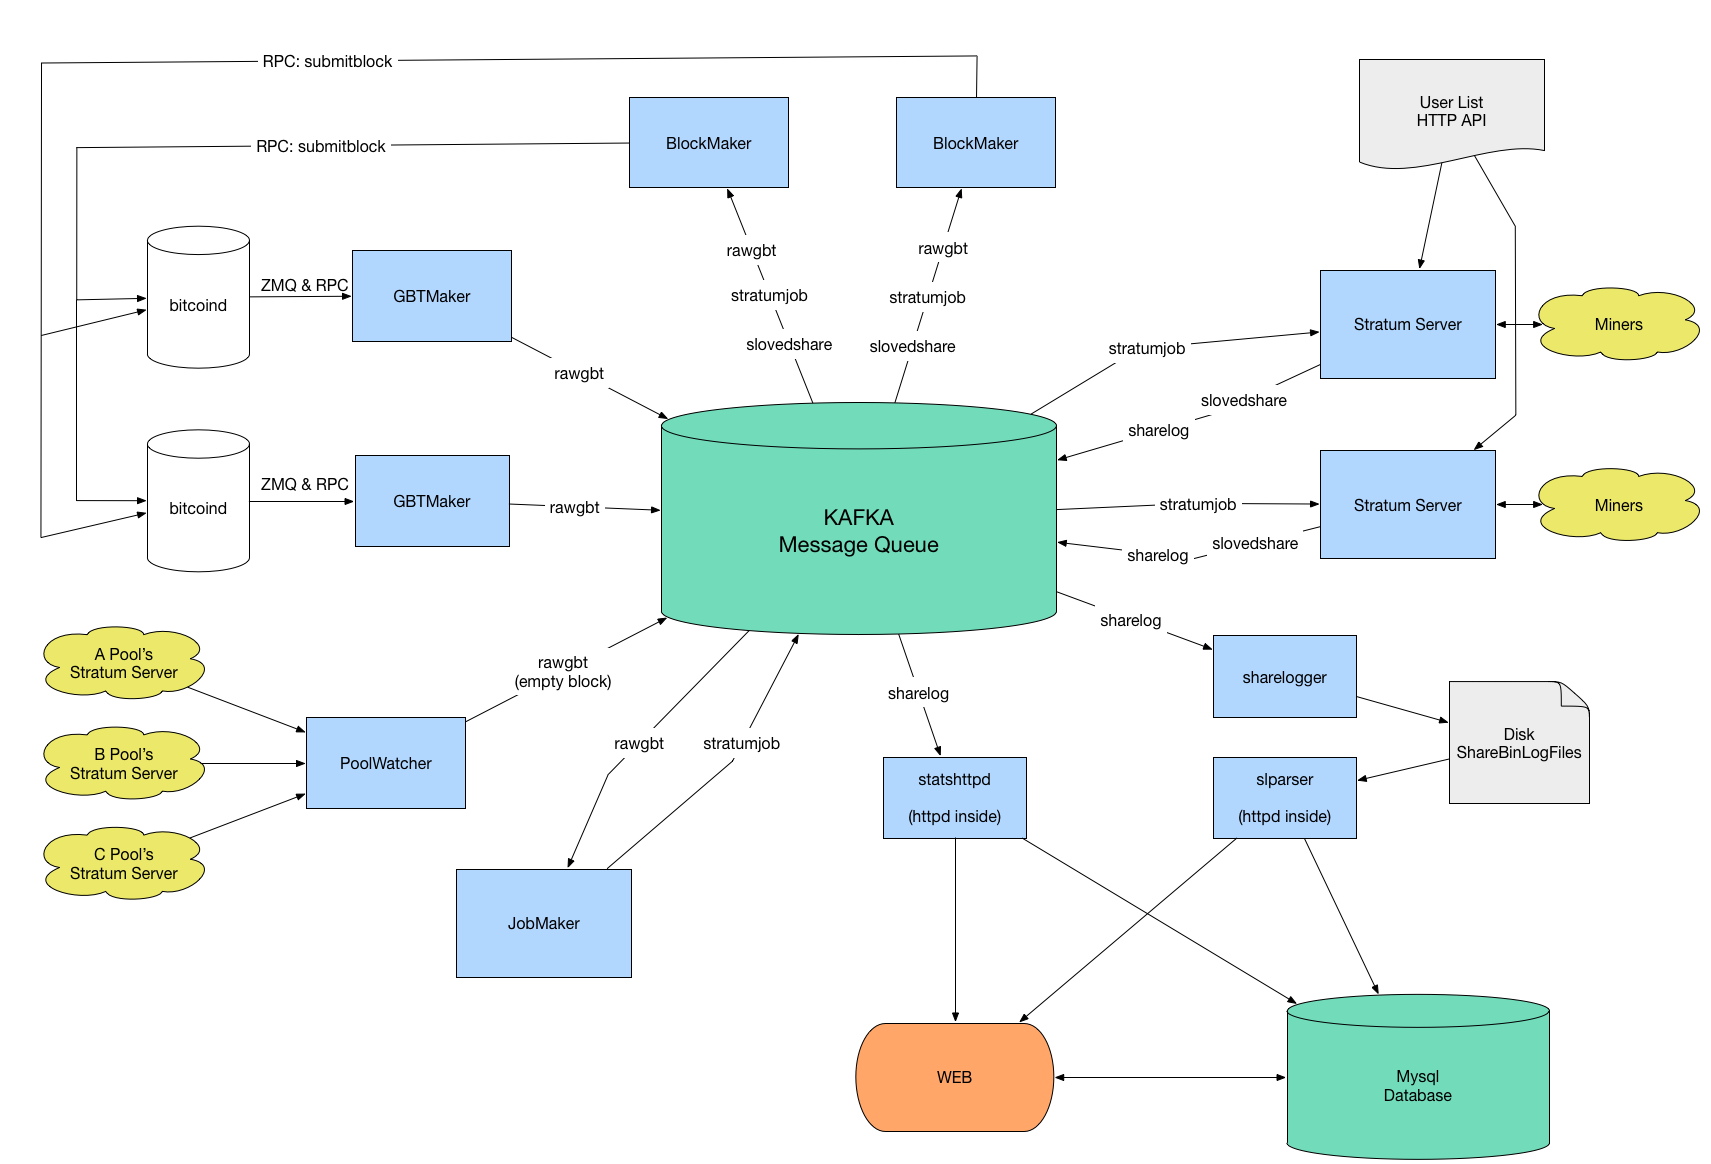 RPC: submitblock
RPC: submitblock
BlockMaker
BlockMaker
User List
HTTP API
bitcoind
ZMQ & RPC
GBTMaker
rawgbt
rawgbt
stratumjob
slovedshare
rawgbt
stratumjob
slovedshare
stratumjob
slovedshare
sharelog
Stratum Server
Miners
bitcoind
ZMQ & RPC
GBTMaker
rawgbt
KAFKA
Message Queue
stratumjob
slovedshare
sharelog
Stratum Server
Miners
A Pool's
Stratum Server
B Pool's
Stratum Server
C Pool's
Stratum Server
PoolWatcher
rawgbt
(empty block)
rawgbt
stratumjob
JobMaker
sharelog
statshttpd
(httpd inside)
sharelog
sharelogger
Disk
ShareBinLogFiles
slparser
(httpd inside)
WEB
Mysql
Database